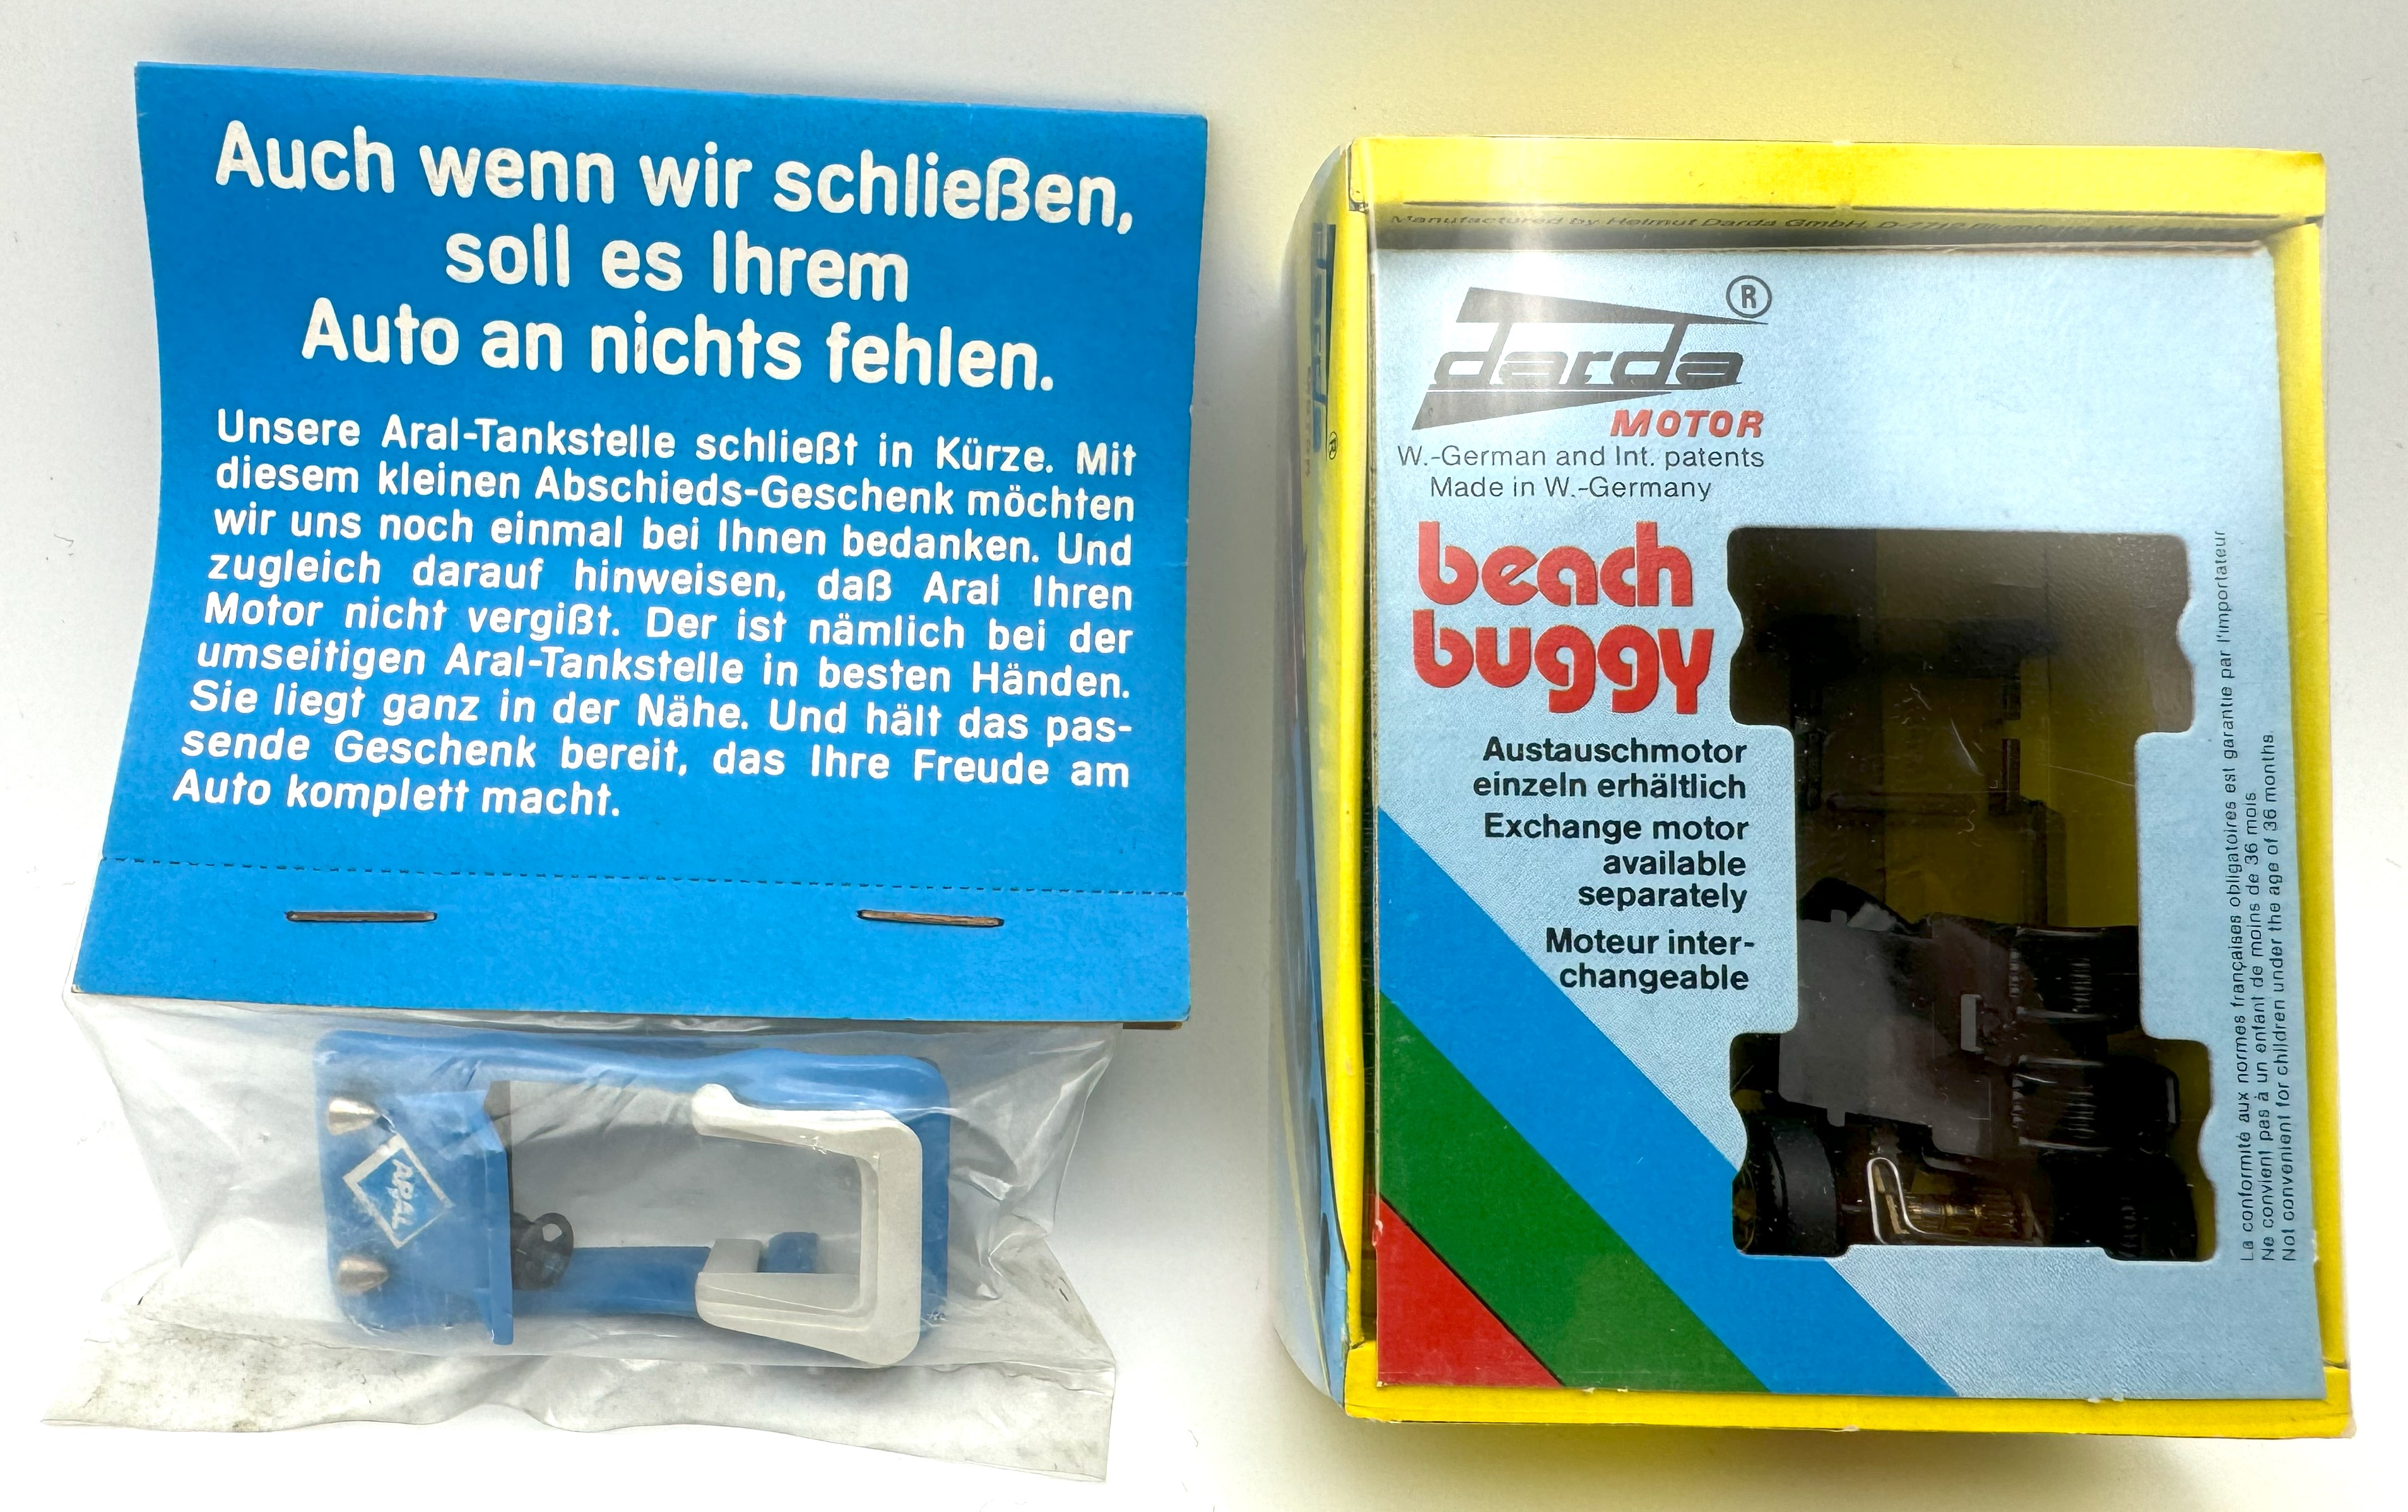 Auch wenn wir schließen,
soll es Ihrem
Auto an nichts fehlen.
Unsere Aral-Tankstelle schließt in Kürze. Mit
diesem kleinen Abschieds-Geschenk möchten
wir uns noch einmal bei Ihnen bedanken. Und
zugleich darauf hinweisen, daß Aral Ihren
Motor nicht vergißt. Der ist nämlich bei der
umseitigen Aral-Tankstelle in besten Händen.
Sie liegt ganz in der Nähe. Und hält das pas-
sende Geschenk bereit, das Ihre Freude am
Auto komplett macht.
ARAL
Manufactured by Helmut Darda GmbH,
darda ®
MOTOR
W.-German and Int. patents
Made in W.-Germany
beach
buggy
Austauschmotor
einzeln erhältlich
Exchange motor
available
separately
Moteur inter-
changeable
La conformité aux normes françaises obligatoires est garantie par l'importateur
Ne convient pas à un enfant de moins de 36 mois
Not convenient for children under the age of 36 months.